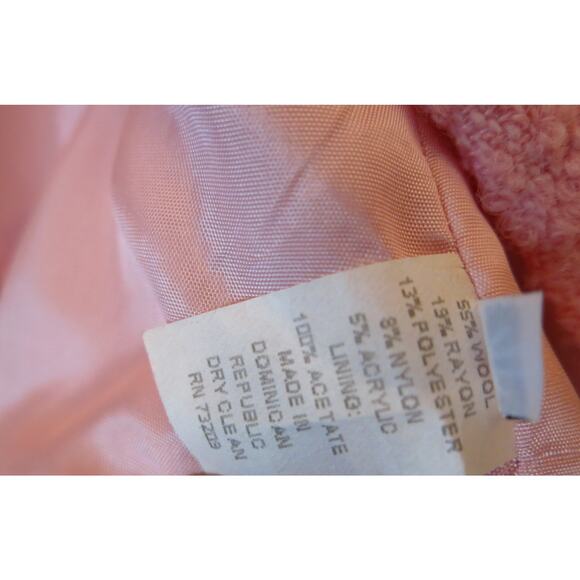 55% WOOL
19% RAYON
13% POLYESTER
8% NYLON
5% ACRYLIC
LINING:
100% ACETATE
MADE IN
DOMINICAN
REPUBLIC
DRY CLEAN
RN 73209